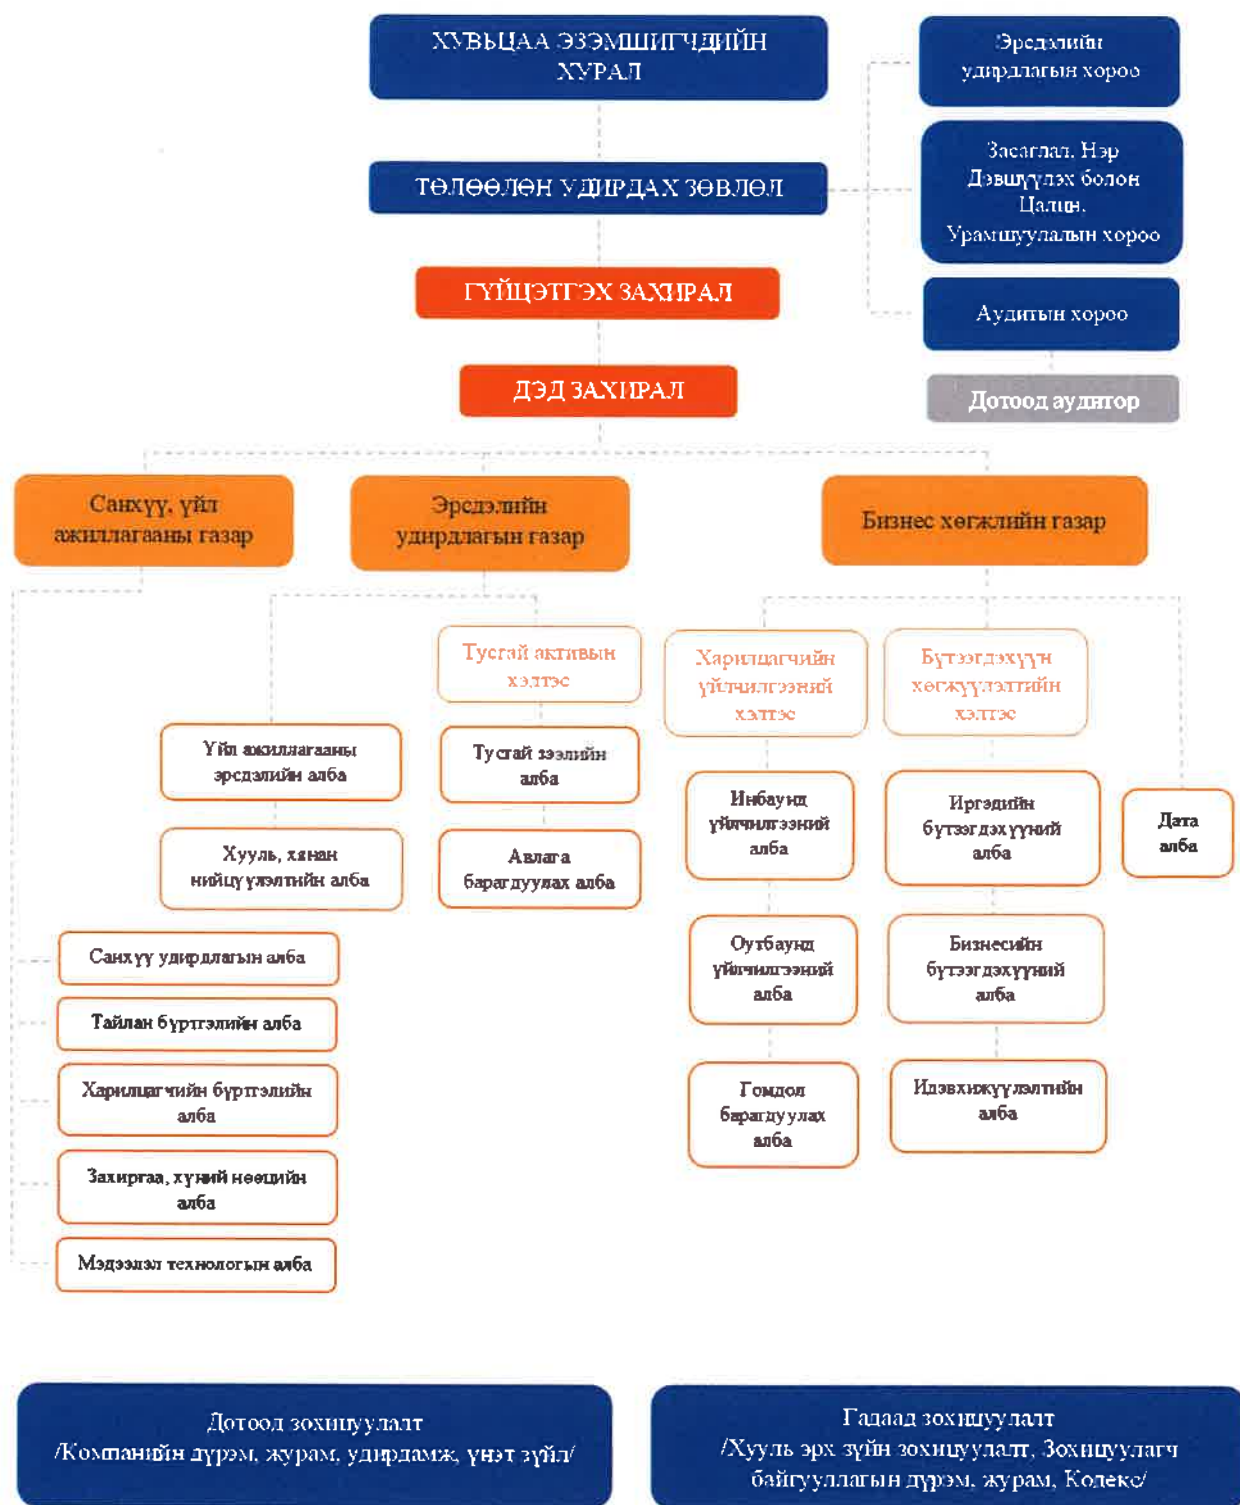 ХУВЬЦАА ЭЗЭМШИГЧДИЙН
ХУРАЛ
Эрсдэлийн
удирдлагын хороо
Засаглал, Нэр
Дэвшүүлэх болон
Цалин,
Урамшуулалын хороо
ТӨЛӨӨЛӨН УДИРДАХ ЗӨВЛӨЛ
ГҮЙЦЭТГЭХ ЗАХИРАЛ
Аудитын хороо
ДЭД ЗАХИРАЛ
Дотоод аудитор
Санхүү, үйл
ажиллагааны газар
Эрсдэлийн
удирдлагын газар
Бизнес хөгжлийн газар
Тусгай активын
хэлтэс
Харилцагчийн
үйлчилгээний
хэлтэс
Бүтээгдэхүүн
хөгжүүлэлтийн
хэлтэс
Үйл ажиллагааны
эрсдэлийн алба
Тусгай зээлийн
алба
Инбаунд
үйлчилгээний
алба
Иргэдийн
бүтээгдэхүүний
алба
Дата
алба
Хууль, хянан
нийцүүлэлтийн алба
Авлага
барагдуулах алба
Оутбаунд
үйлчилгээний
алба
Бизнесийн
бүтээгдэхүүний
алба
Санхүү удирдлагын алба
Тайлан бүртгэлийн алба
Харилцагчийн бүртгэлийн
алба
Гомдол
барагдуулах
алба
Идэвхижүүлэлтийн
алба
Захиргаа, хүний нөөцийн
алба
Мэдээлэл технологын алба
Дотоод зохицуулалт
/Компанийн дүрэм, журам, удирдамж, үнэт зүйл/
Гадаад зохицуулалт
/Хууль эрх зүйн зохицуулалт, Зохицуулагч
байгууллагын дүрэм, журам, Кодекс/